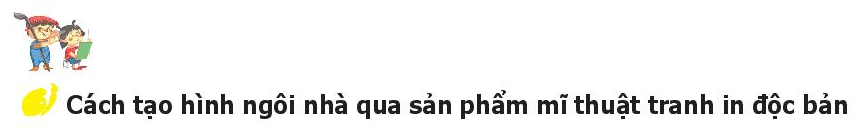 Cách tạo hình ngôi nhà qua sản phẩm mĩ thuật tranh in độc bản